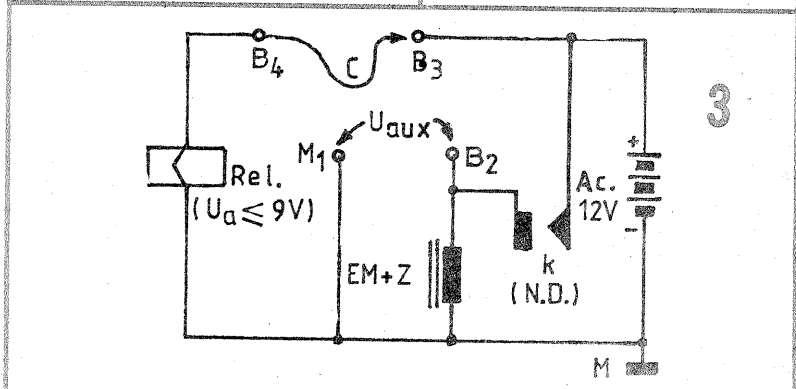 B4
C
B3
3
Uaux
M1
B2
Rel.
(Ua ≤ 9V)
+
Ac.
12V
-
EM+Z
k
(N.D.)
M